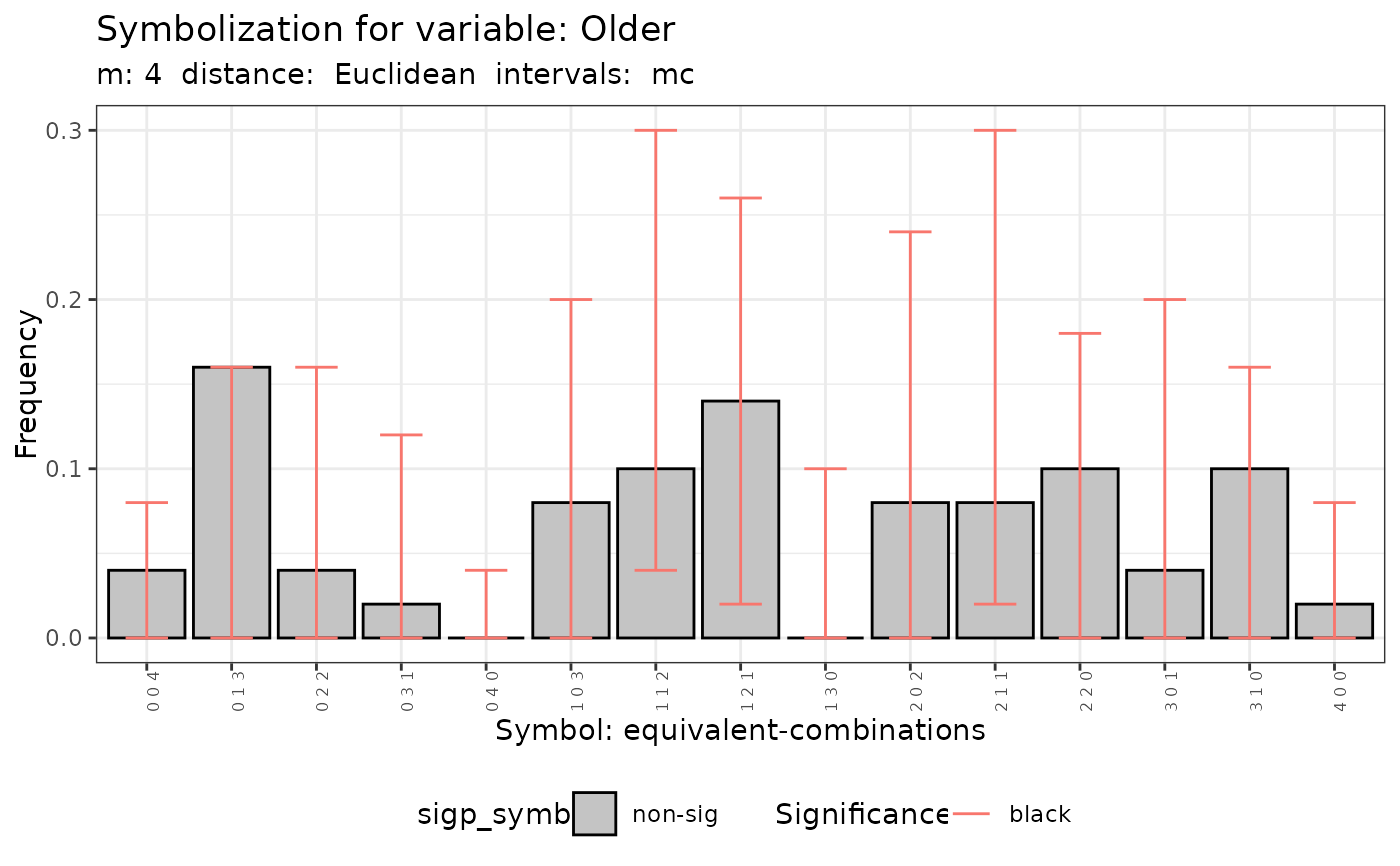 Symbolization for variable: Older
m: 4 distance: Euclidean intervals: mc
Frequency
0.3
0.2
0.1
0.0
0 0 4
0 1 3
0 2 2
0 3 1
0 4 0
1 0 3
1 1 2
1 2 1
1 3 0
2 0 2
2 1 1
2 2 0
3 0 1
3 1 0
4 0 0
Symbol: equivalent-combinations
sigp_symb non-sig Significance black